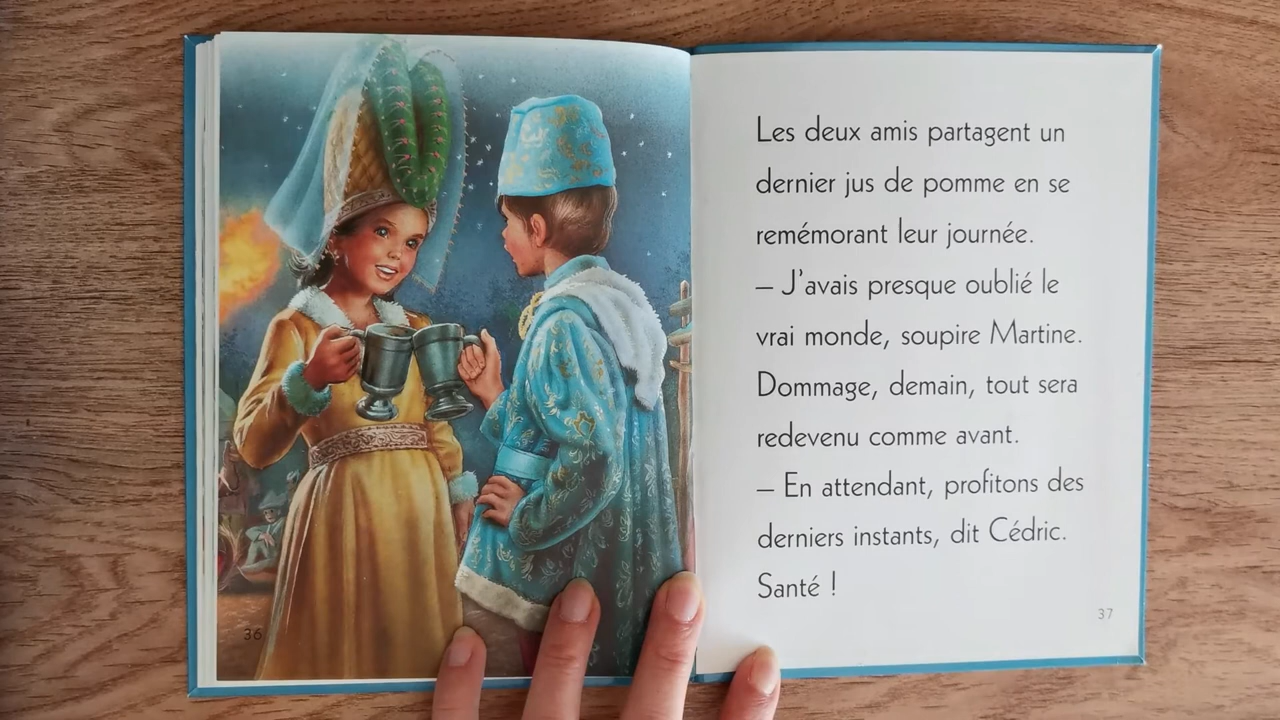 36
Les deux amis partagent un
dernier jus de pomme en se
remémorant leur journée.
– J'avais presque oublié le
vrai monde, soupire Martine.
Dommage, demain, tout sera
redevenu comme avant.
– En attendant, profitons des
derniers instants, dit Cédric.
Santé !
37